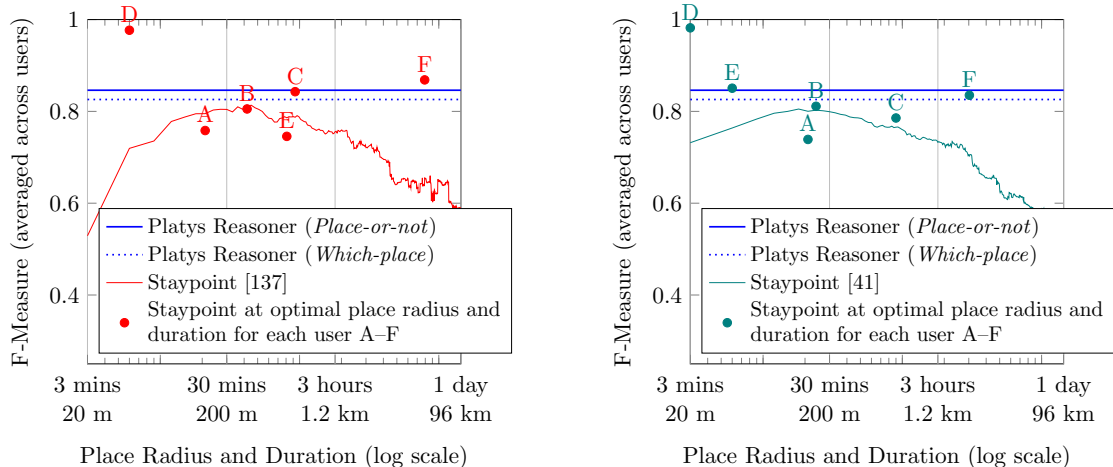 F-Measure (averaged across users)
1
0.8
0.6
0.4
D
A
B
C
E
F
Platys Reasoner (Place-or-not)
Platys Reasoner (Which-place)
Staypoint [137]
Staypoint at optimal place radius and
duration for each user A–F
3 mins 30 mins 3 hours 1 day
20 m 200 m 1.2 km 96 km
Place Radius and Duration (log scale)
F-Measure (averaged across users)
1
0.8
0.6
0.4
D
E
A
B
C
F
Platys Reasoner (Place-or-not)
Platys Reasoner (Which-place)
Staypoint [41]
Staypoint at optimal place radius and
duration for each user A–F
3 mins 30 mins 3 hours 1 day
20 m 200 m 1.2 km 96 km
Place Radius and Duration (log scale)